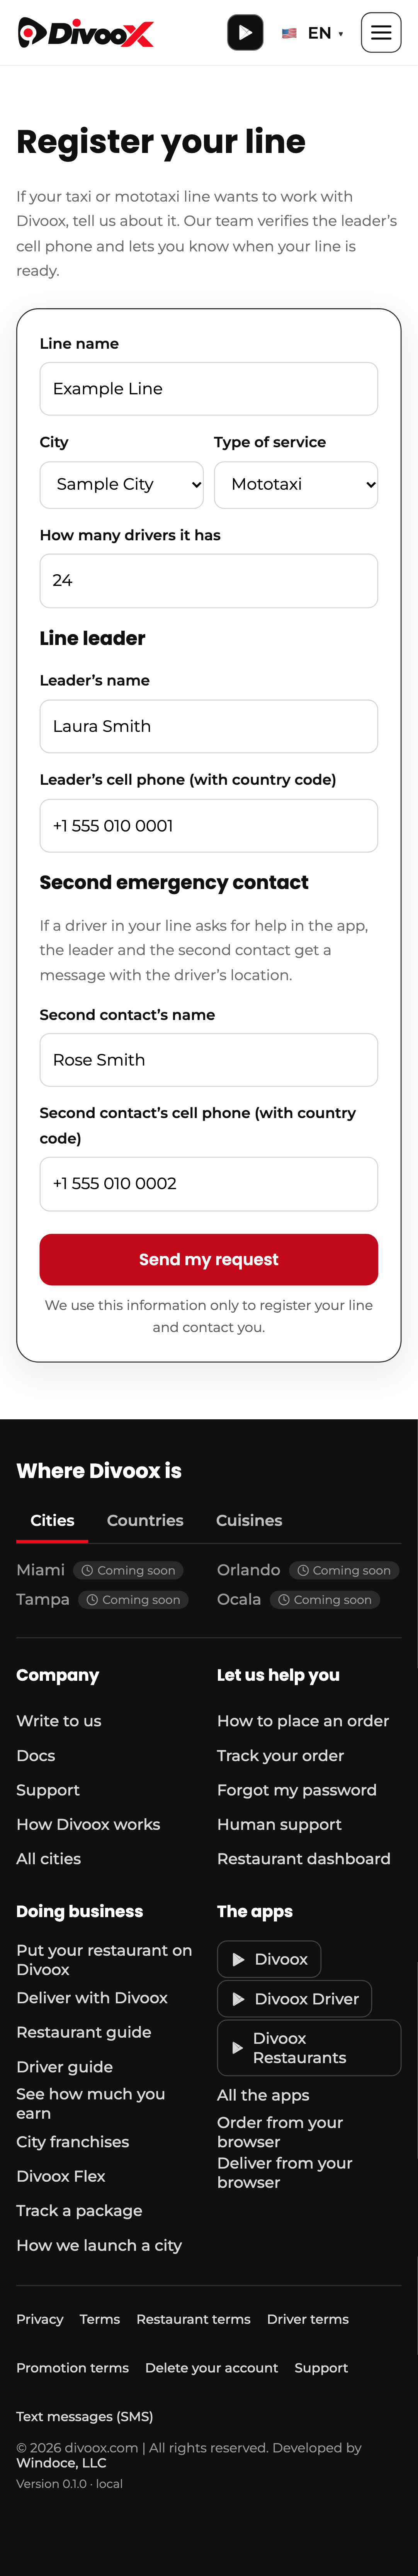 DivooX
EN
Register your line
If your taxi or mototaxi line wants to work with
Divoox, tell us about it. Our team verifies the leader’s
cell phone and lets you know when your line is
ready.
Line name
Example Line
City
Type of service
Sample City
Mototaxi
How many drivers it has
24
Line leader
Leader’s name
Laura Smith
Leader’s cell phone (with country code)
+1 555 010 0001
Second emergency contact
If a driver in your line asks for help in the app,
the leader and the second contact get a
message with the driver’s location.
Second contact’s name
Rose Smith
Second contact’s cell phone (with country
code)
+1 555 010 0002
Send my request
We use this information only to register your line
and contact you.
Where Divoox is
Cities Countries Cuisines
Miami Coming soon
Orlando Coming soon
Tampa Coming soon
Ocala Coming soon
Company
Write to us
Docs
Support
How Divoox works
All cities
Let us help you
How to place an order
Track your order
Forgot my password
Human support
Restaurant dashboard
Doing business
Put your restaurant on
Divoox
Deliver with Divoox
Restaurant guide
Driver guide
See how much you
earn
City franchises
Divoox Flex
Track a package
How we launch a city
The apps
Divoox
Divoox Driver
Divoox
Restaurants
All the apps
Order from your
browser
Deliver from your
browser
Privacy Terms Restaurant terms Driver terms
Promotion terms Delete your account Support
Text messages (SMS)
© 2026 divoox.com | All rights reserved. Developed by
Windoce, LLC
Version 0.1.0 · local